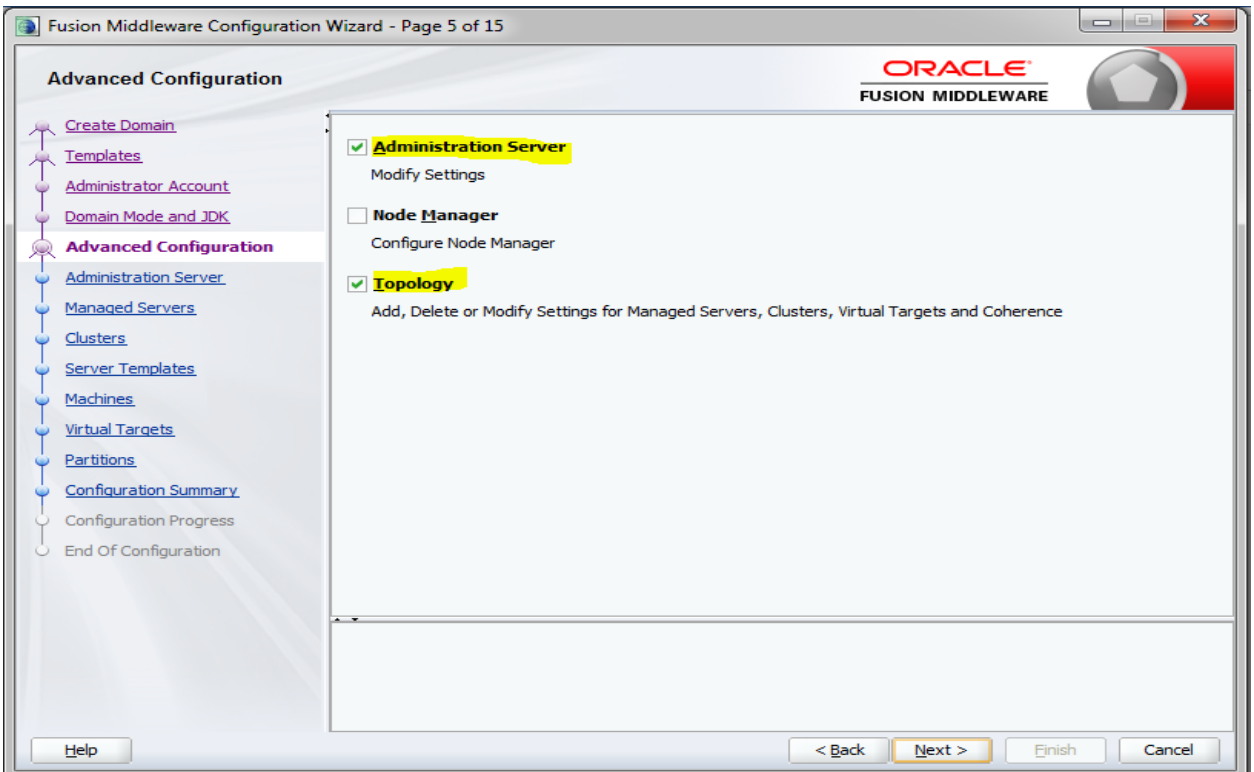 Fusion Middleware Configuration Wizard - Page 5 of 15
Advanced Configuration
ORACLE
FUSION MIDDLEWARE
Create Domain
Templates
Administrator Account
Domain Mode and JDK
Advanced Configuration
Administration Server
Managed Servers
Clusters
Server Templates
Machines
Virtual Targets
Partitions
Configuration Summary
Configuration Progress
End Of Configuration
Administration Server
Modify Settings
Node Manager
Configure Node Manager
Topology
Add, Delete or Modify Settings for Managed Servers, Clusters, Virtual Targets and Coherence
Help
< Back
Next >
Finish
Cancel